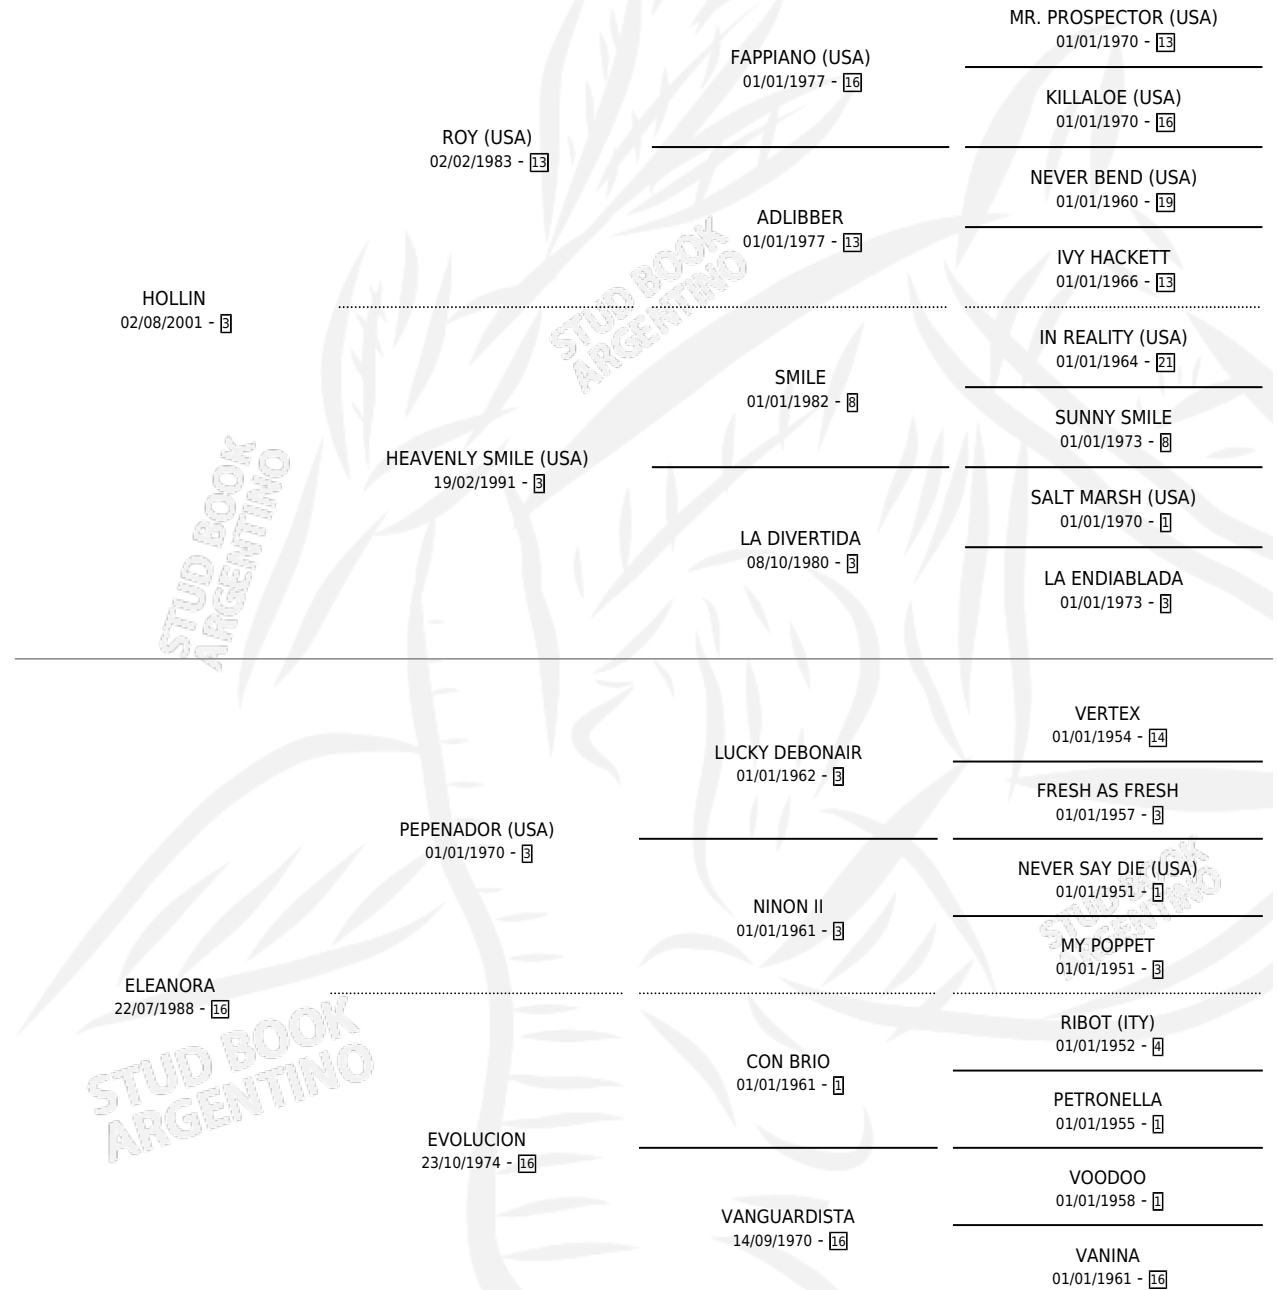 MR. PROSPECTOR (USA)
01/01/1970 - 13
FAPPIANO (USA)
01/01/1977 - 16
KILLALOE (USA)
01/01/1970 - 16
ROY (USA)
02/02/1983 - 13
NEVER BEND (USA)
01/01/1960 - 19
ADLIBBER
01/01/1977 - 13
IVY HACKETT
01/01/1966 - 13
HOLLIN
02/08/2001 - 3
IN REALITY (USA)
01/01/1964 - 21
SMILE
01/01/1982 - 8
SUNNY SMILE
01/01/1973 - 8
HEAVENLY SMILE (USA)
19/02/1991 - 3
SALT MARSH (USA)
01/01/1970 - 1
LA DIVERTIDA
08/10/1980 - 3
LA ENDIABLADA
01/01/1973 - 3
VERTEX
01/01/1954 - 14
LUCKY DEBONAIR
01/01/1962 - 3
FRESH AS FRESH
01/01/1957 - 3
PEPENADOR (USA)
01/01/1970 - 3
NEVER SAY DIE (USA)
01/01/1951 - 1
NINON II
01/01/1961 - 3
MY POPPET
01/01/1951 - 3
ELEANORA
22/07/1988 - 16
RIBOT (ITY)
01/01/1952 - 4
CON BRIO
01/01/1961 - 1
PETRONELLA
01/01/1955 - 1
EVOLUCION
23/10/1974 - 16
VOODOO
01/01/1958 - 1
VANGUARDISTA
14/09/1970 - 16
VANINA
01/01/1961 - 16
STUD BOOK
ARGENTINO
STUD BOOK
ARGENTINO
STUD BOOK
ARGENTINO
STUD BOOK
ARGENTINO